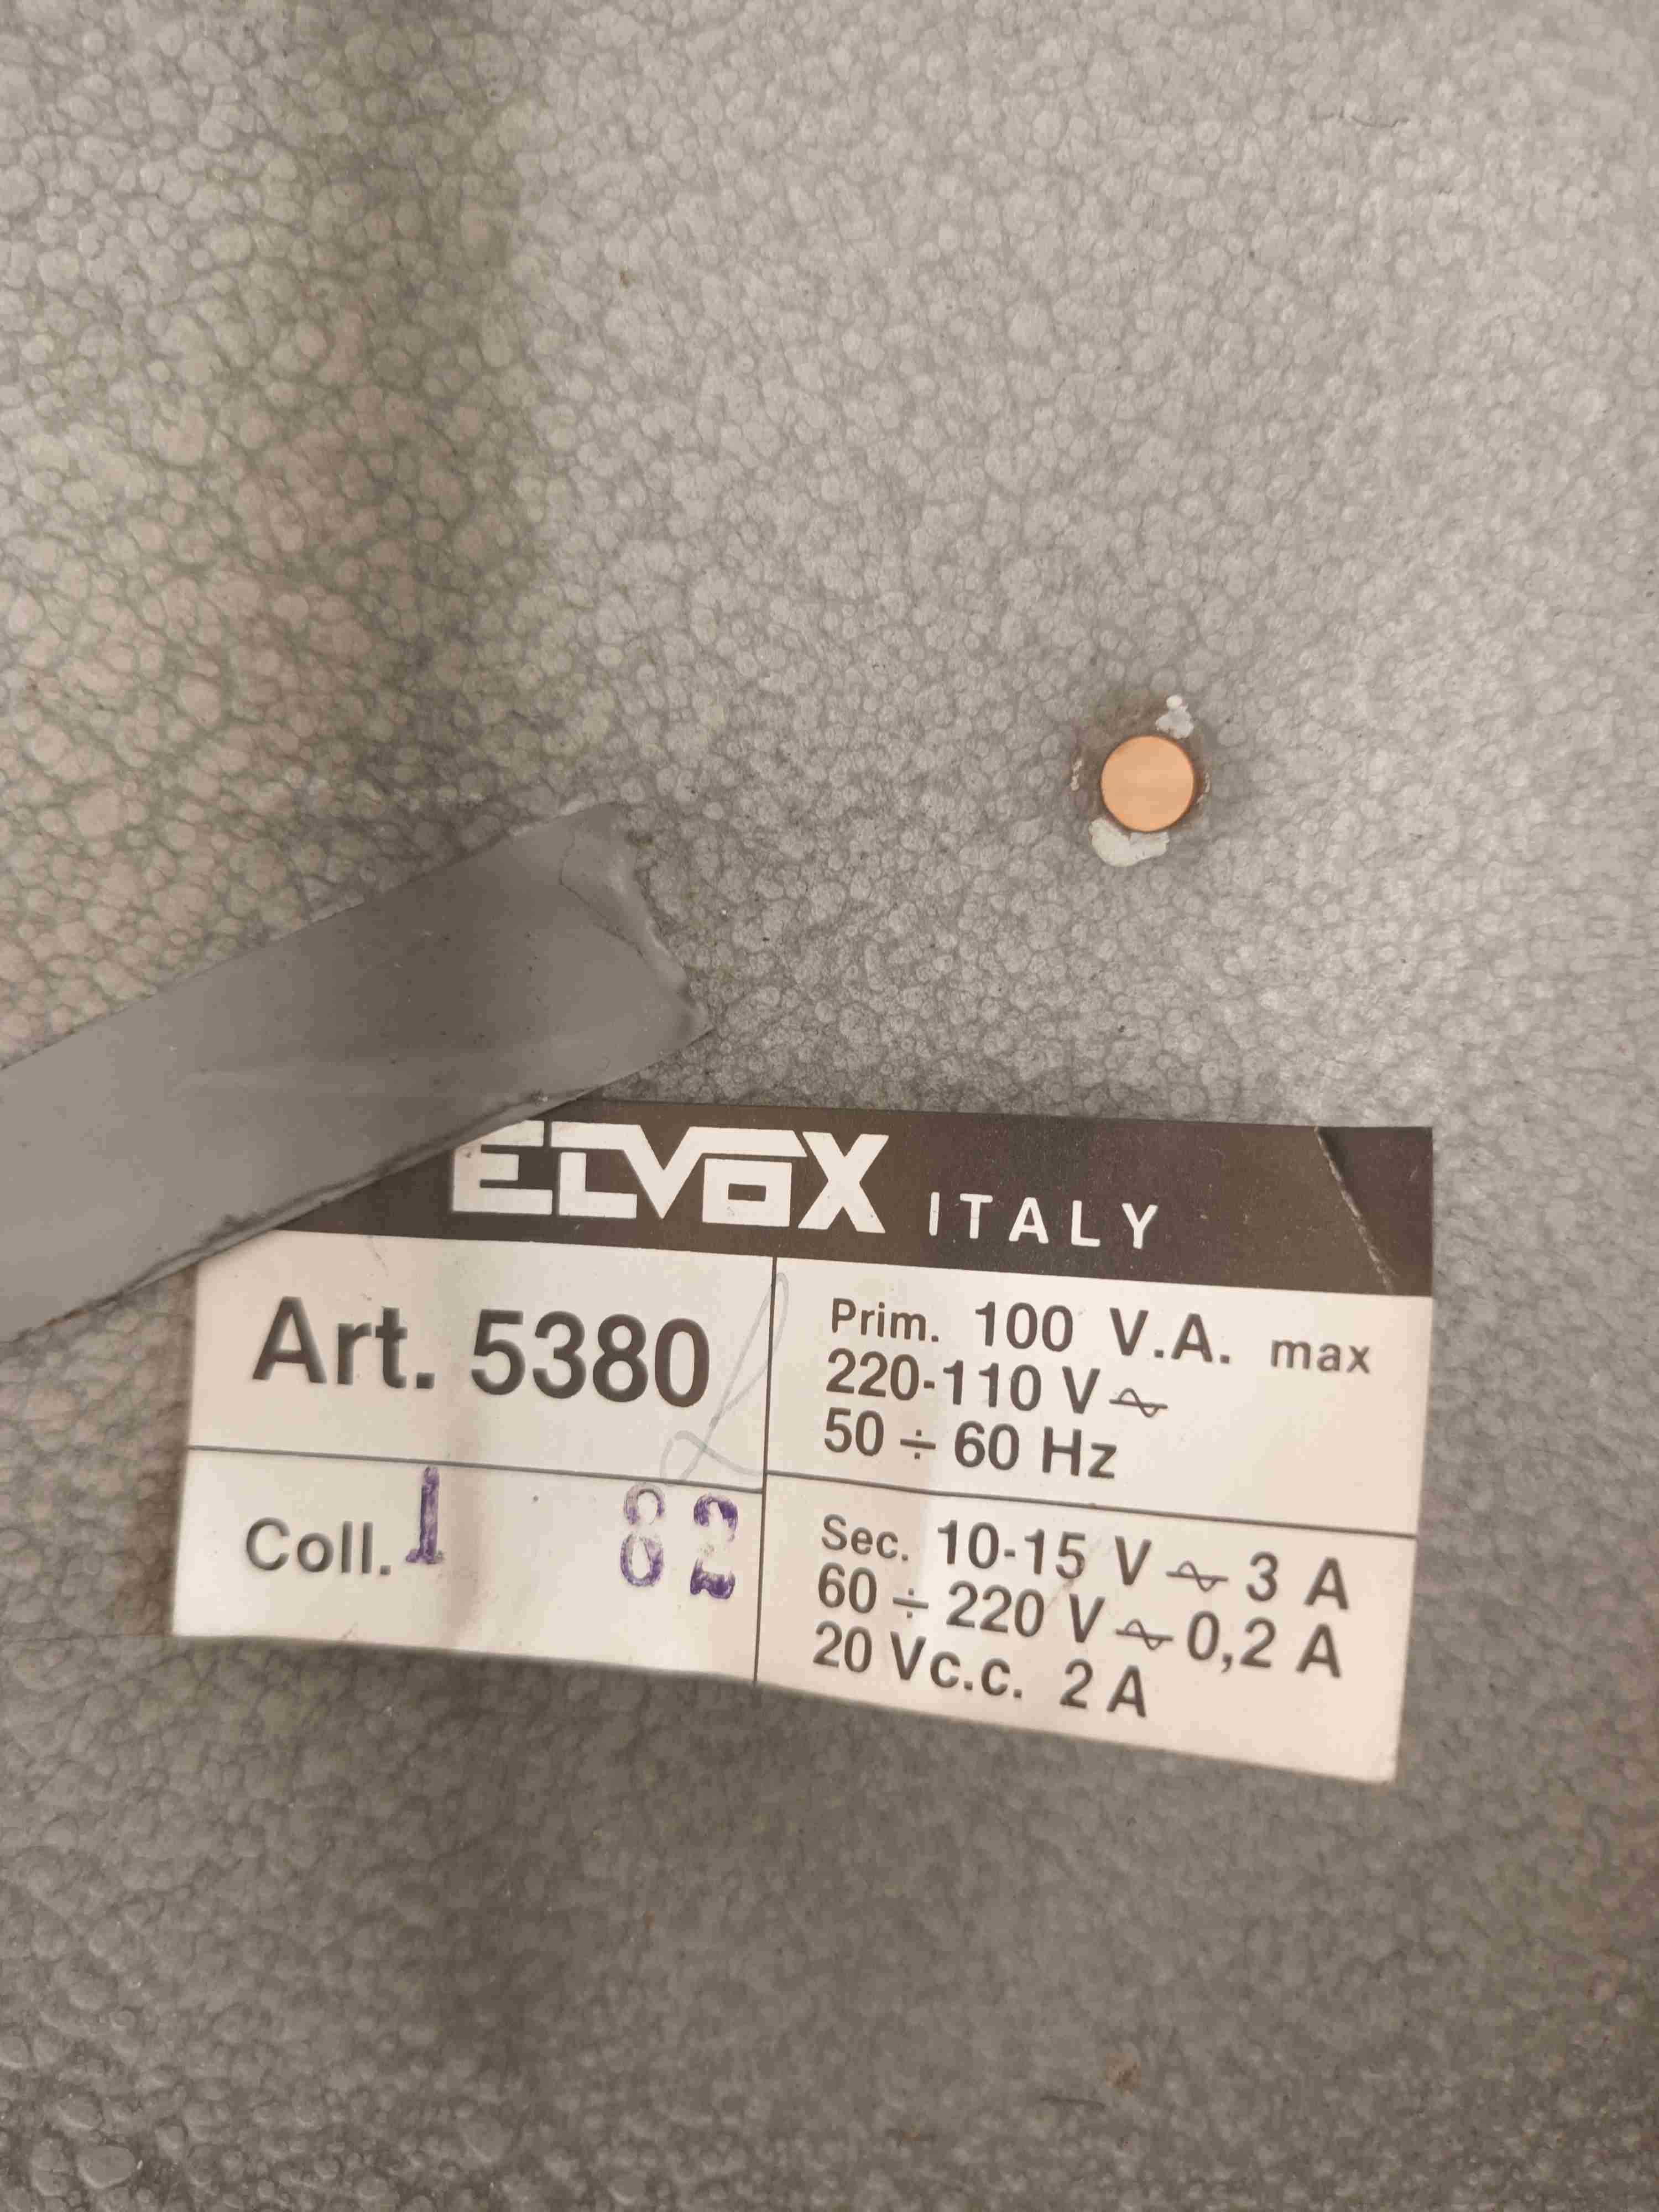 ELVOX ITALY
Art. 5380
Coll. 1 82
Prim. 100 V.A. max
220-110 V ~
50 ÷ 60 Hz
Sec. 10-15 V ~ 3 A
60 ÷ 220 V ~ 0,2 A
20 Vc.c. 2 A